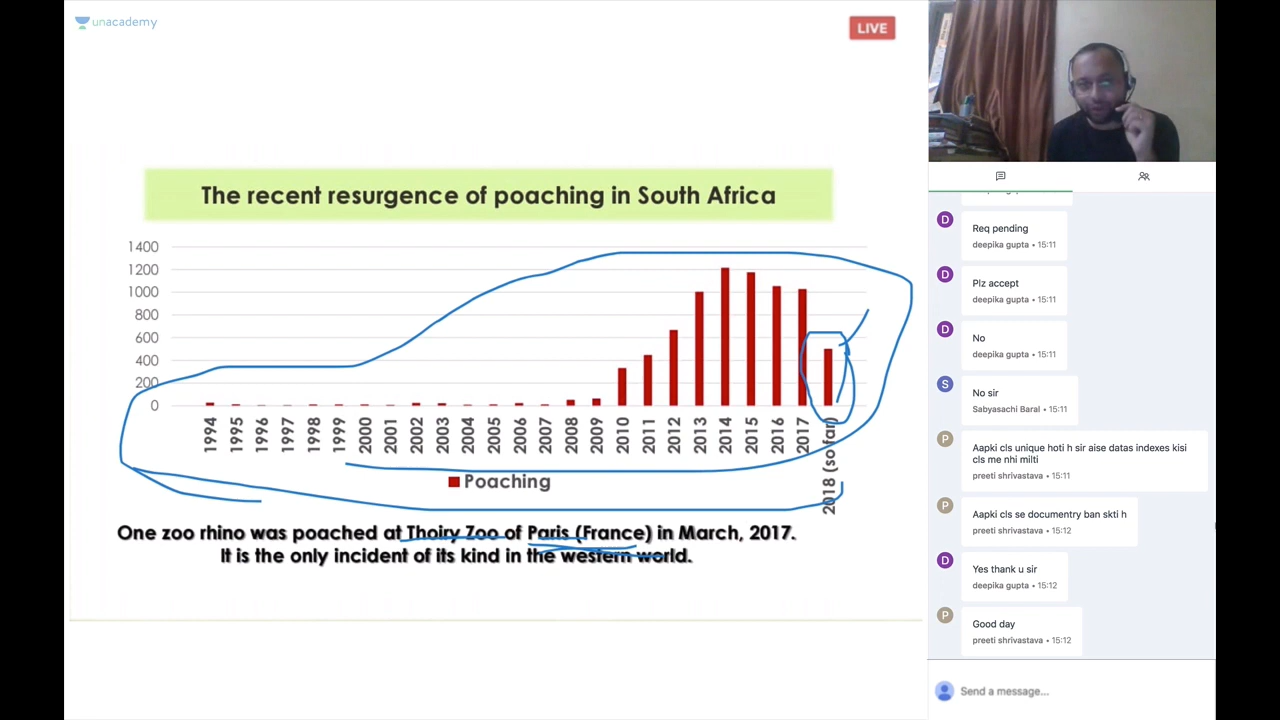 unacademy
LIVE
The recent resurgence of poaching in South Africa
1400
1200
1000
800
600
400
200
0
1994
1995
1996
1997
1998
1999
2000
2001
2002
2003
2004
2005
2006
2007
2008
2009
2010
2011
2012
2013
2014
2015
2016
2017
2018 (so far)
Poaching
One zoo rhino was poached at Thoiry Zoo of Paris (France) in March, 2017.
It is the only incident of its kind in the western world.
D
Req pending
deepika gupta • 15:11
D
Plz accept
deepika gupta • 15:11
D
No
deepika gupta • 15:11
S
No sir
Sabyasachi Baral • 15:11
P
Aapki cls unique hoti h sir aise datas indexes kisi
cls me nhi milti
preeti shrivastava • 15:11
P
Aapki cls se documentry ban skti h
preeti shrivastava • 15:12
D
Yes thank u sir
deepika gupta • 15:12
P
Good day
preeti shrivastava • 15:12
Send a message...